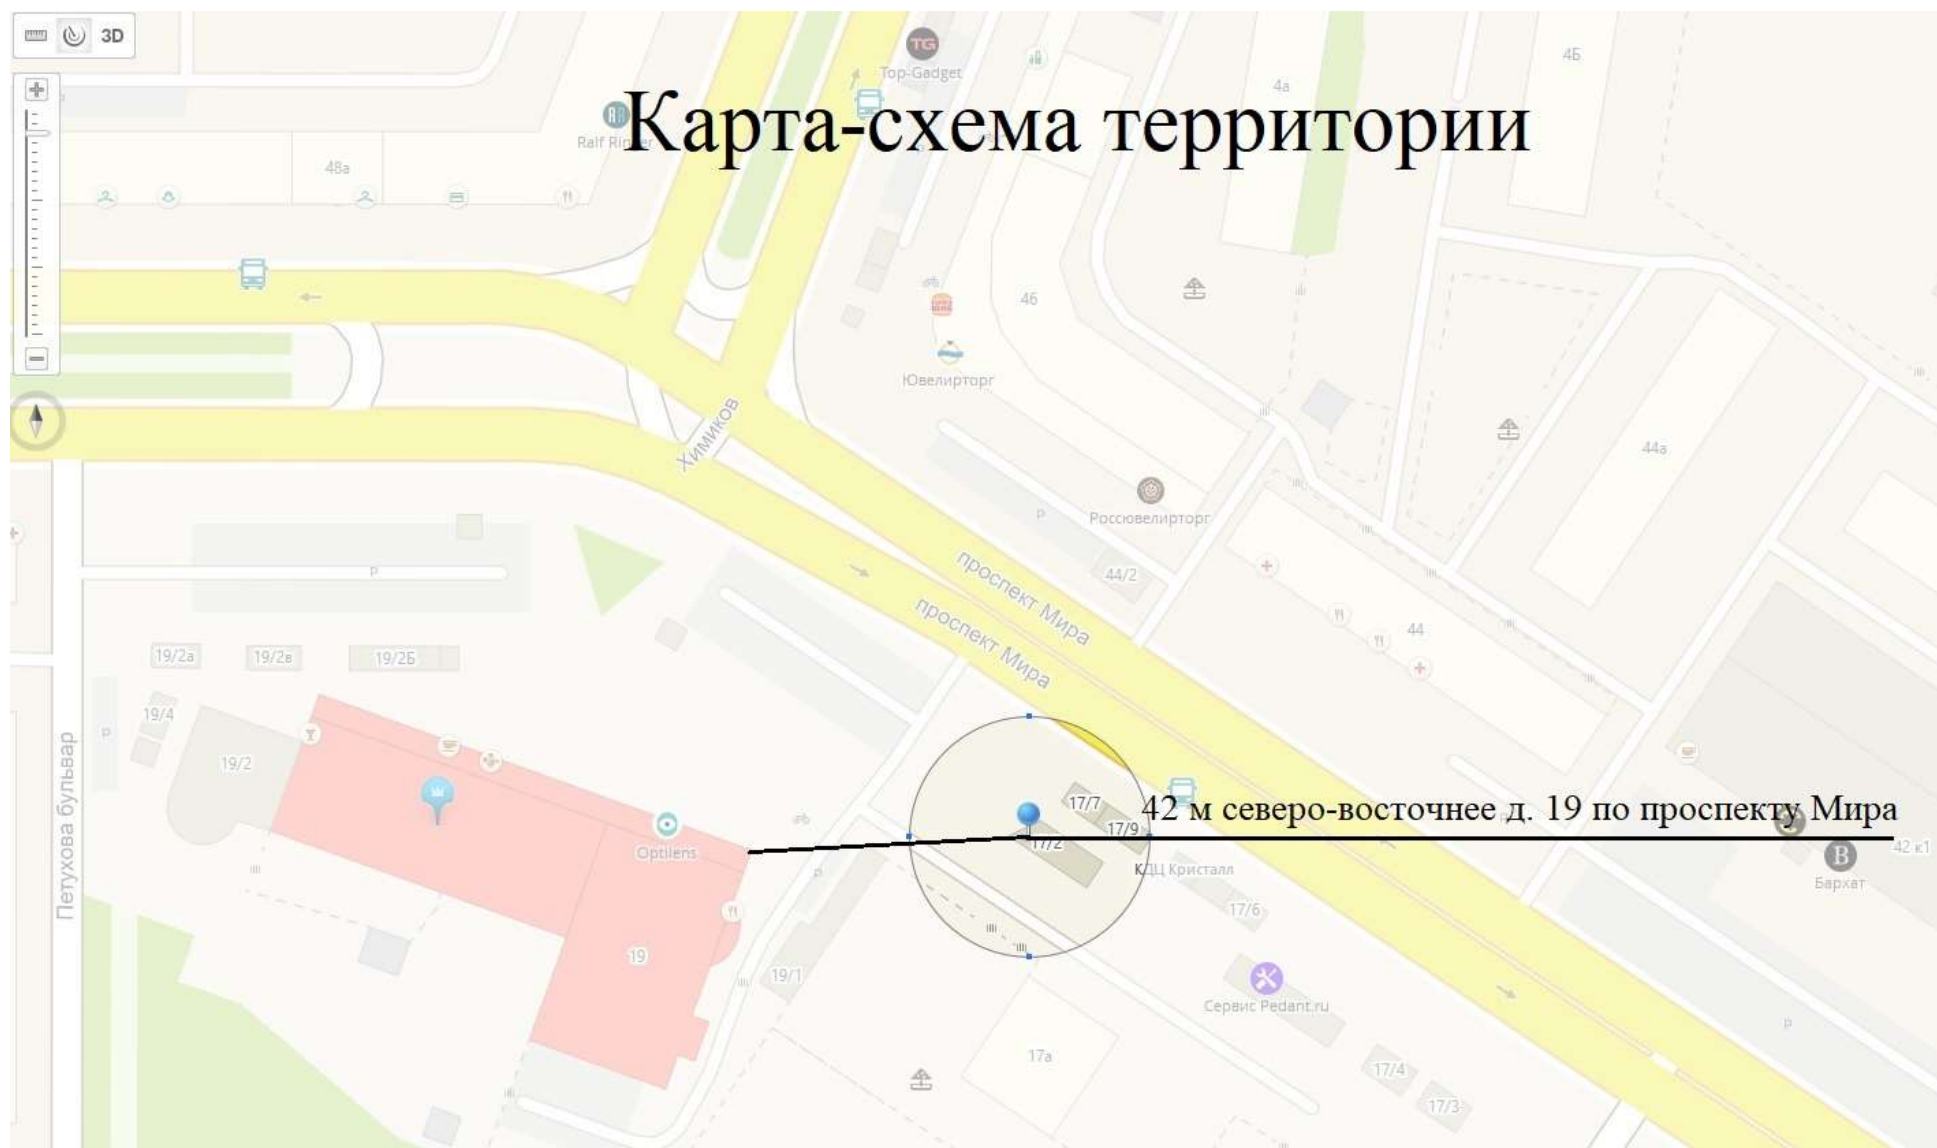 3D
TG
Top-Gadget
4а
4Б
Карта-схема территории
Ralf Ringer
48а
46
Ювелирторг
Химиков
44а
P
Россювелирторг
проспект Мира
44/2
P
проспект Мира
44
19/2а
19/2в
19/2Б
19/4
P
19/2
Петухова бульвар
17/7
42 м северо-восточнее д. 19 по проспекту Мира
17/9
17/2
Optilens
P
КДЦ Кристалл
42 к1
B
Бархат
17/6
19
19/1
Сервис Pedant.ru
P
17а
17/4
17/3